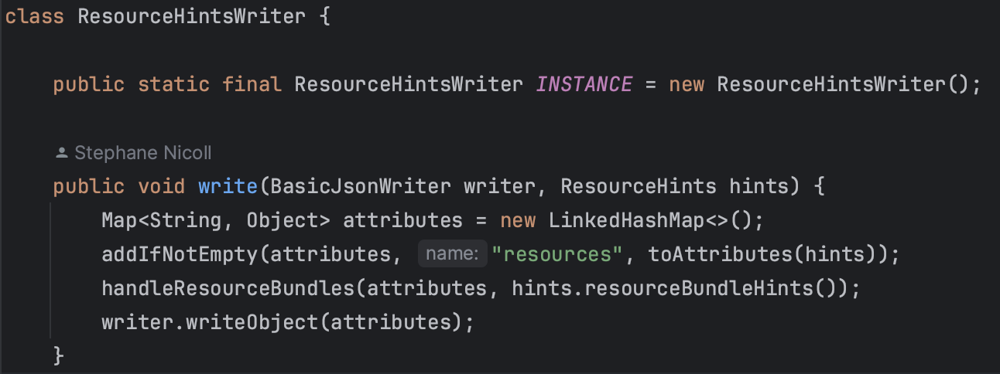 class ResourceHintsWriter {
public static final ResourceHintsWriter INSTANCE = new ResourceHintsWriter();
Stephane Nicoll
public void write(BasicJsonWriter writer, ResourceHints hints) {
Map<String, Object> attributes = new LinkedHashMap<>();
addIfNotEmpty(attributes, name: "resources", toAttributes(hints));
handleResourceBundles(attributes, hints.resourceBundleHints());
writer.writeObject(attributes);
}